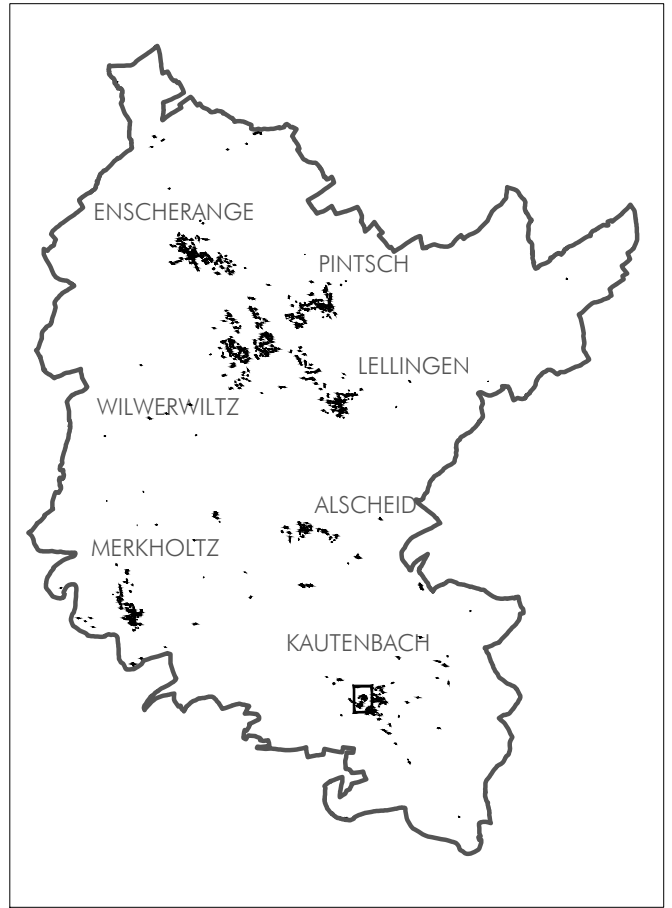 ENSCHERANGE
PINTSCH
LELLINGEN
WILWERWILTZ
ALSCHEID
MERKHOLTZ
KAUTENBACH